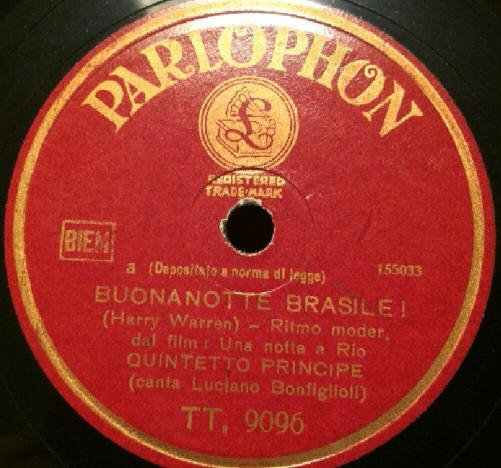 PARLOPHON
£
REGISTERED
TRADE-MARK
BIEM
a (Depositato a norma di legge) 155033
BUONANOTTE BRASILE!
(Harry Warren) - Ritmo moder.
dal film: Una notte a Rio
QUINTETTO PRINCIPE
(canta Luciano Bonfiglioli)
TT. 9096